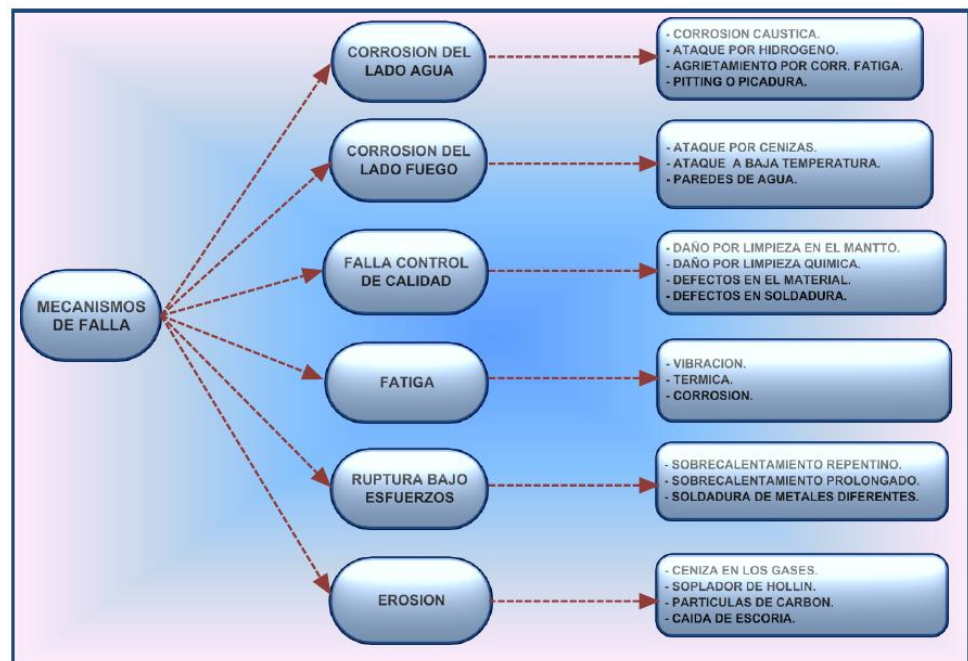 MECANISMOS
DE FALLA
CORROSION DEL
LADO AGUA
- CORROSION CAUSTICA.
- ATAQUE POR HIDROGENO.
- AGRIETAMIENTO POR CORR. FATIGA.
- PITTING O PICADURA.
CORROSION DEL
LADO FUEGO
- ATAQUE POR CENIZAS.
- ATAQUE A BAJA TEMPERATURA.
- PAREDES DE AGUA.
FALLA CONTROL
DE CALIDAD
- DAÑO POR LIMPIEZA EN EL MANTTO.
- DAÑO POR LIMPIEZA QUIMICA.
- DEFECTOS EN EL MATERIAL.
- DEFECTOS EN SOLDADURA.
FATIGA
- VIBRACION.
- TERMICA.
- CORROSION.
RUPTURA BAJO
ESFUERZOS
- SOBRECALENTAMIENTO REPENTINO.
- SOBRECALENTAMIENTO PROLONGADO.
- SOLDADURA DE METALES DIFERENTES.
EROSION
- CENIZA EN LOS GASES.
- SOPLADOR DE HOLLIN.
- PARTICULAS DE CARBON.
- CAIDA DE ESCORIA.